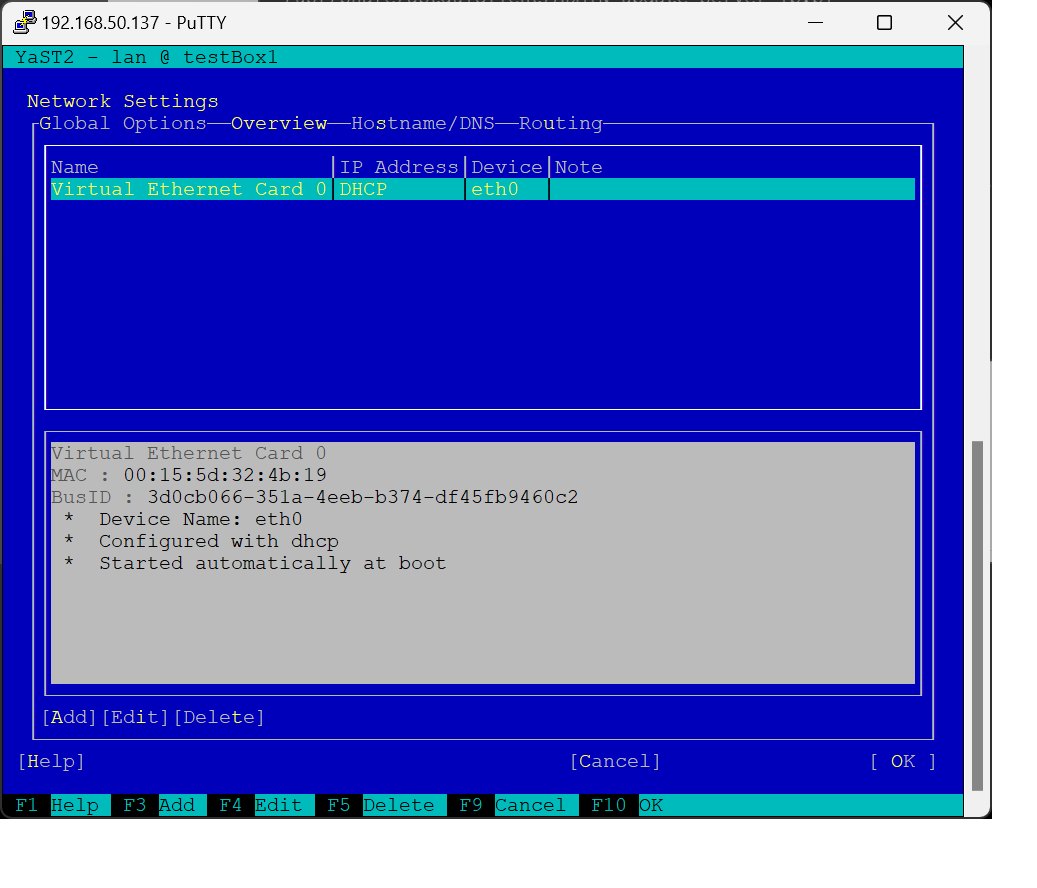 192.168.50.137 - PuTTY
YaST2 - lan @ testBox1
Network Settings
Global Options Overview Hostname/DNS Routing
Name IP Address Device Note
Virtual Ethernet Card 0 DHCP eth0
Virtual Ethernet Card 0
MAC : 00:15:5d:32:4b:19
BusID : 3d0cb066-351a-4eeb-b374-df45fb9460c2
* Device Name: eth0
* Configured with dhcp
* Started automatically at boot
[Add][Edit][Delete]
[Help] [Cancel] [ OK ]
F1 Help F3 Add F4 Edit F5 Delete F9 Cancel F10 OK